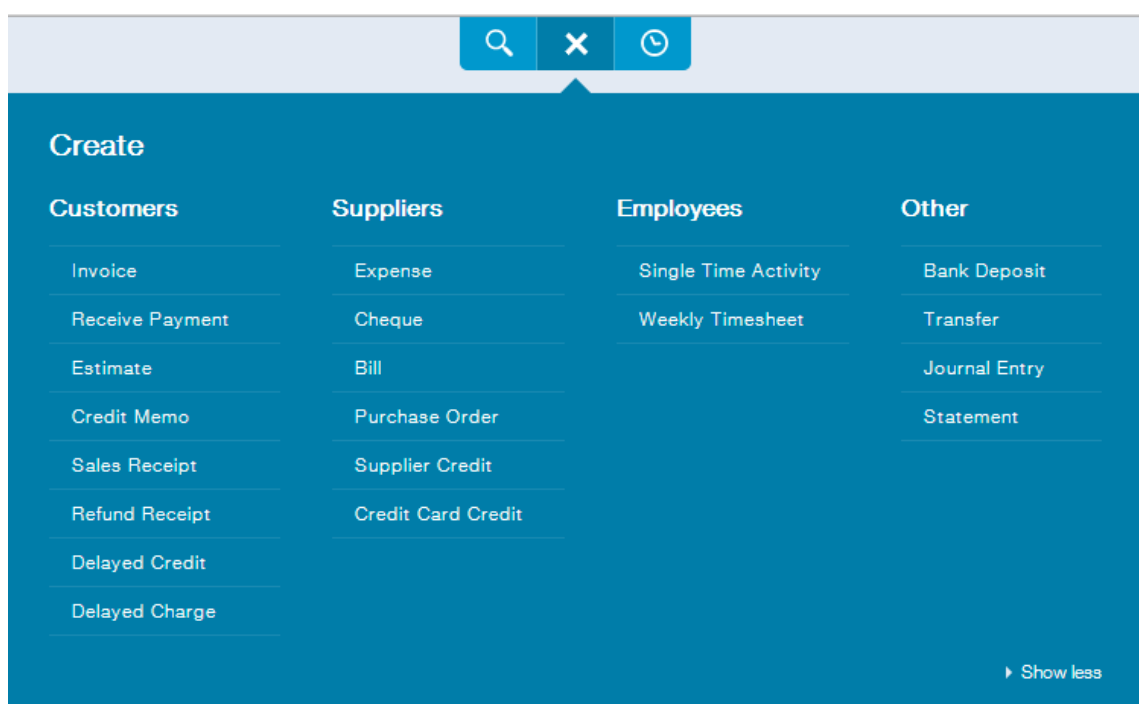 Create
Customers
Invoice
Receive Payment
Estimate
Credit Memo
Sales Receipt
Refund Receipt
Delayed Credit
Delayed Charge
Suppliers
Expense
Cheque
Bill
Purchase Order
Supplier Credit
Credit Card Credit
Employees
Single Time Activity
Weekly Timesheet
Other
Bank Deposit
Transfer
Journal Entry
Statement
Show less